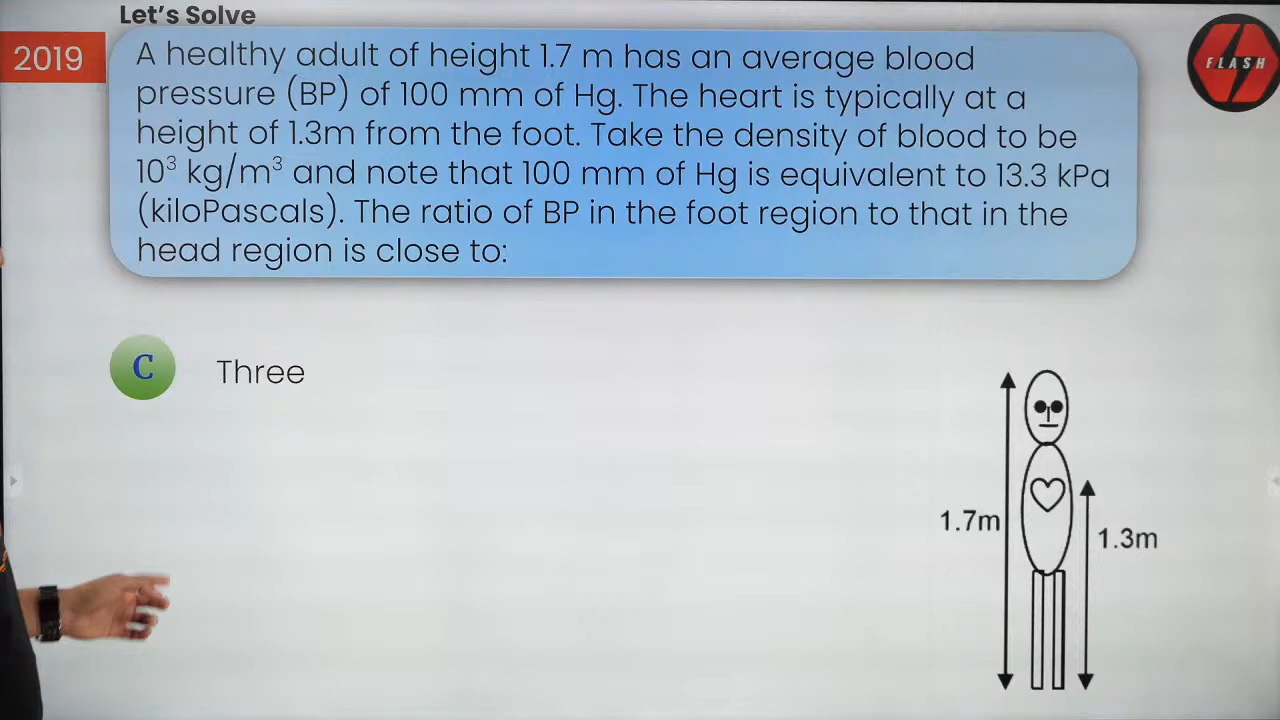 Let's Solve
2019
A healthy adult of height 1.7 m has an average blood
pressure (BP) of 100 mm of Hg. The heart is typically at a
height of 1.3m from the foot. Take the density of blood to be
10³ kg/m³ and note that 100 mm of Hg is equivalent to 13.3 kPa
(kiloPascals). The ratio of BP in the foot region to that in the
head region is close to:
FLASH
C Three
1.7m
1.3m